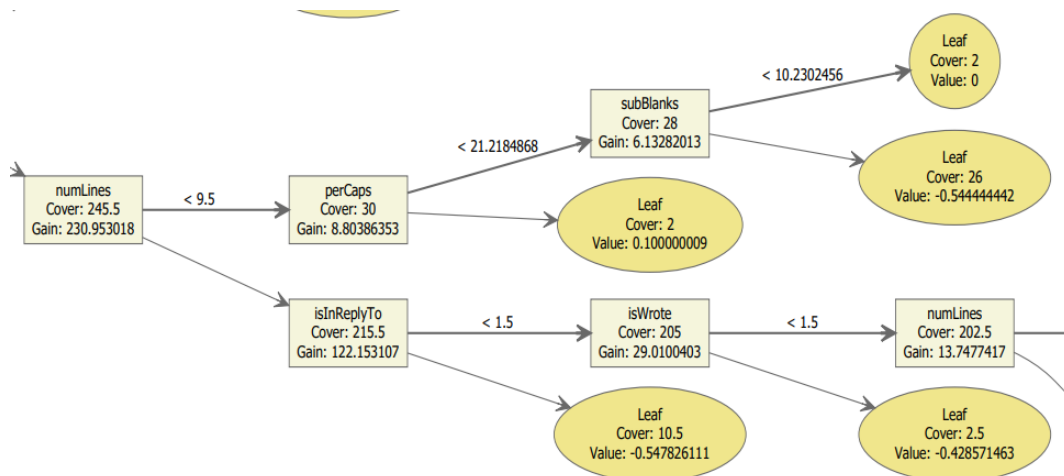 Leaf
Cover: 2
Value: 0
< 10.2302456
subBlanks
Cover: 28
Gain: 6.13282013
< 21.2184868
Leaf
Cover: 26
Value: -0.544444442
numLines
Cover: 245.5
Gain: 230.953018
< 9.5
perCaps
Cover: 30
Gain: 8.80386353
Leaf
Cover: 2
Value: 0.100000009
isInReplyTo
Cover: 215.5
Gain: 122.153107
< 1.5
isWrote
Cover: 205
Gain: 29.0100403
< 1.5
numLines
Cover: 202.5
Gain: 13.7477417
Leaf
Cover: 10.5
Value: -0.547826111
Leaf
Cover: 2.5
Value: -0.428571463